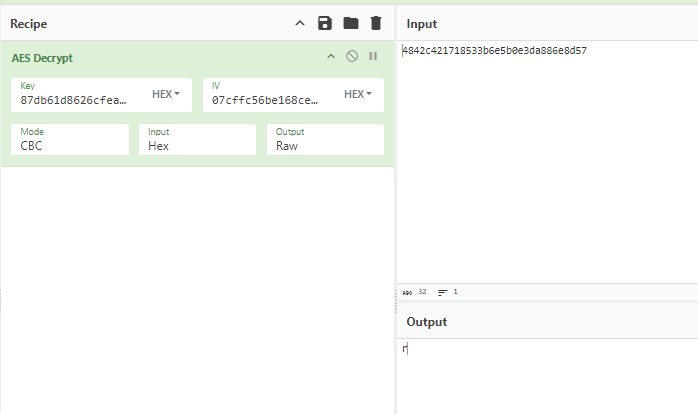 Recipe
AES Decrypt
Key
87db61d8626cfea…
HEX
IV
07cffc56be168ce…
HEX
Mode
CBC
Input
Hex
Output
Raw
Input
4842c421718533b6e5b0e3da886e8d57
ABC 32 1
Output
r